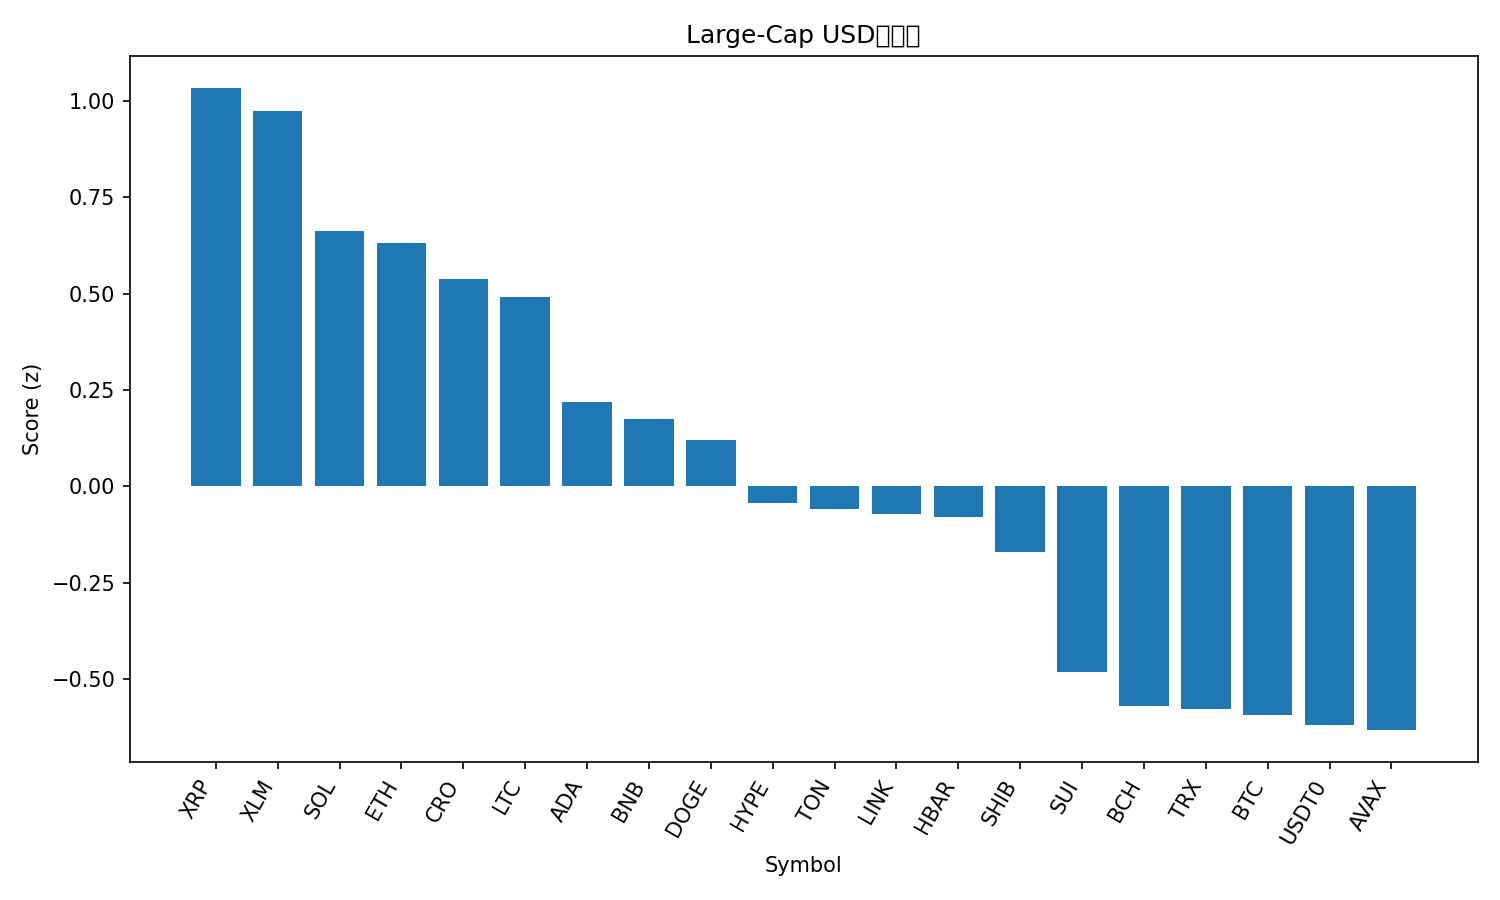 Large-Cap USD
1.00
0.75
0.50
0.25
0.00
−0.25
−0.50
Score (z)
XRP
XLM
SOL
ETH
CRO
LTC
ADA
BNB
DOGE
HYPE
TON
LINK
HBAR
SHIB
SUI
BCH
TRX
BTC
USDT0
AVAX
Symbol